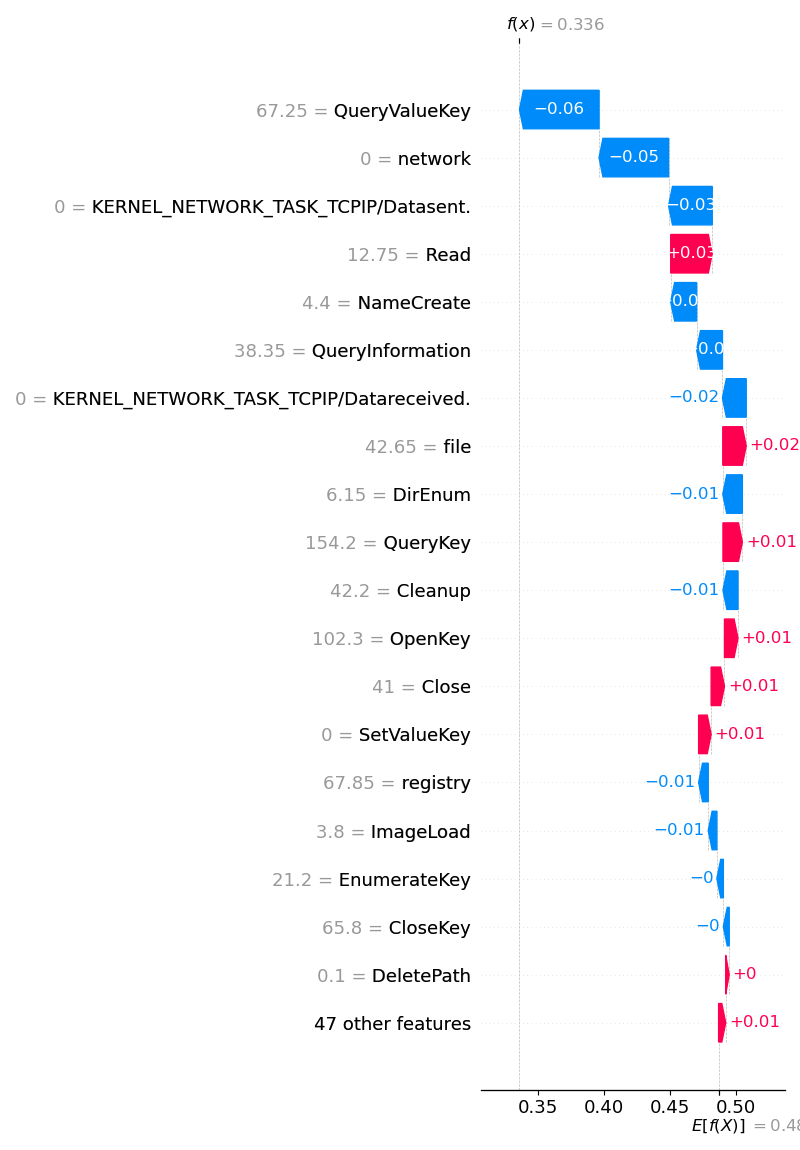 f(x) = 0.336
67.25 = QueryValueKey −0.06
0 = network −0.05
0 = KERNEL_NETWORK_TASK_TCPIP/Datasent. −0.03
12.75 = Read +0.03
4.4 = NameCreate 0.0
38.35 = QueryInformation −0.0
0 = KERNEL_NETWORK_TASK_TCPIP/Datareceived. −0.02
42.65 = file +0.02
6.15 = DirEnum −0.01
154.2 = QueryKey +0.01
42.2 = Cleanup −0.01
102.3 = OpenKey +0.01
41 = Close +0.01
0 = SetValueKey +0.01
67.85 = registry −0.01
3.8 = ImageLoad −0.01
21.2 = EnumerateKey −0
65.8 = CloseKey −0
0.1 = DeletePath +0
47 other features +0.01
0.35 0.40 0.45 0.50
E[f(X)] = 0.48